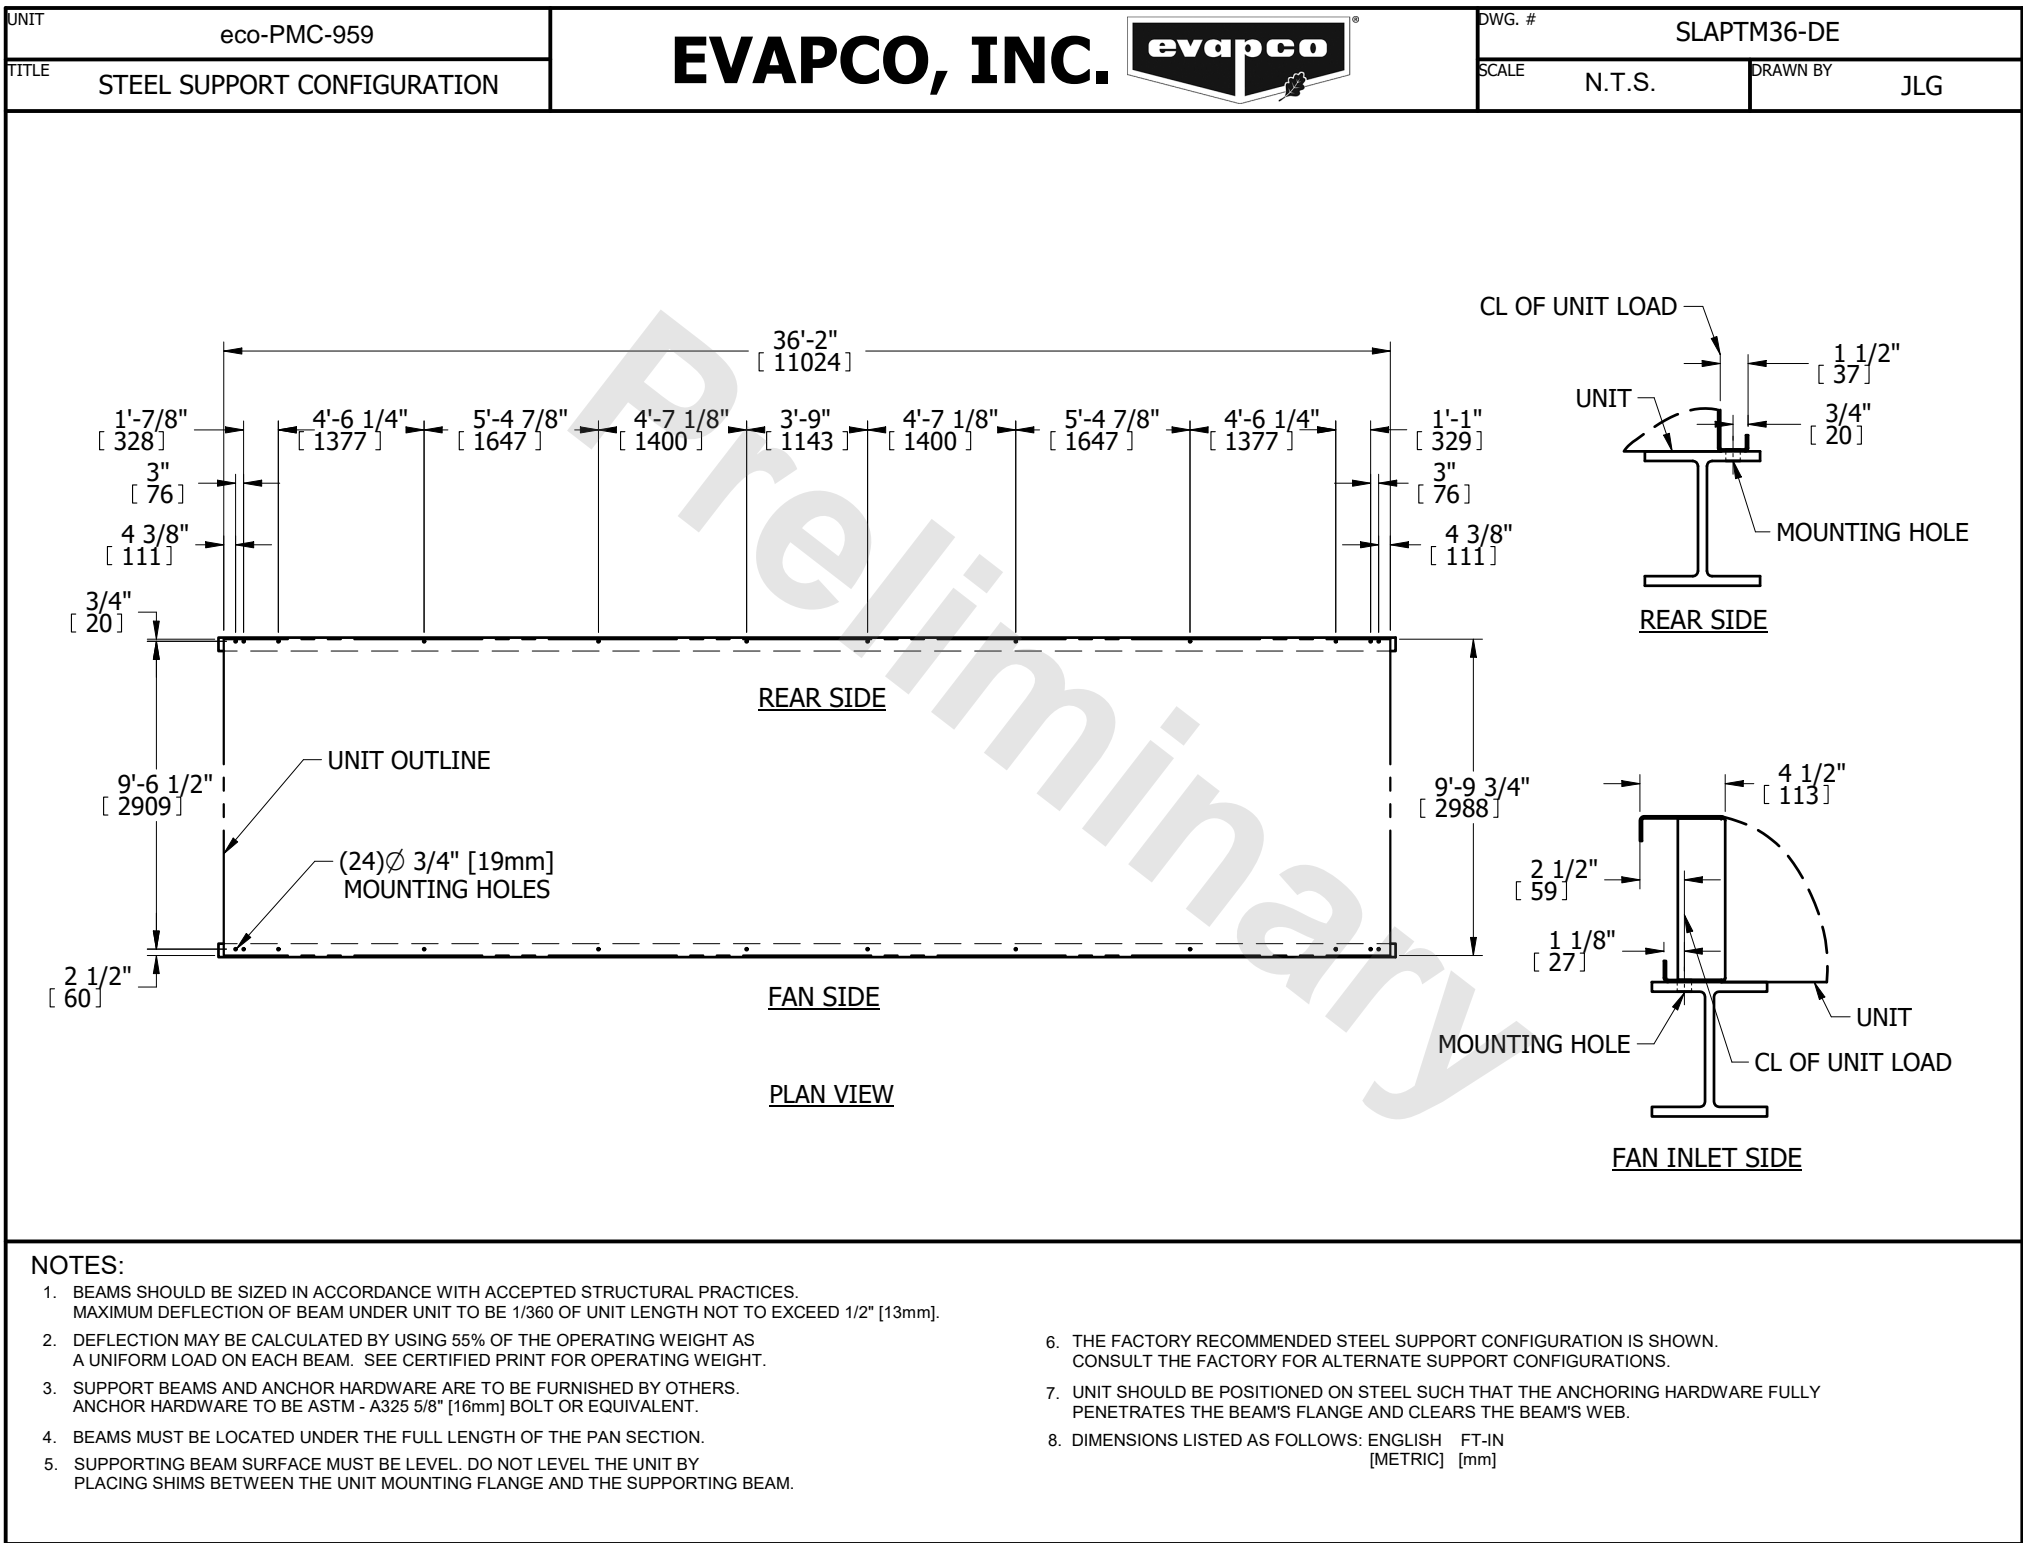 UNIT
eco-PMC-959
TITLE
STEEL SUPPORT CONFIGURATION
EVAPCO, INC.
evapco ®
DWG. #
SLAPTM36-DE
SCALE
N.T.S.
DRAWN BY
JLG
36'-2"
[ 11024 ]
1'-7/8" 4'-6 1/4" 5'-4 7/8" 4'-7 1/8" 3'-9" 4'-7 1/8" 5'-4 7/8" 4'-6 1/4" 1'-1"
[ 328 ] [ 1377 ] [ 1647 ] [ 1400 ] [ 1143 ] [ 1400 ] [ 1647 ] [ 1377 ] [ 329 ]
3" 3"
[ 76 ] [ 76 ]
4 3/8" 4 3/8"
[ 111 ] [ 111 ]
3/4"
[ 20 ]
REAR SIDE
UNIT OUTLINE
9'-6 1/2" 9'-9 3/4"
[ 2909 ] [ 2988 ]
(24)∅ 3/4" [19mm]
MOUNTING HOLES
2 1/2"
[ 60 ]
FAN SIDE
PLAN VIEW
Preliminary
CL OF UNIT LOAD
1 1/2"
[ 37 ]
UNIT
3/4"
[ 20 ]
MOUNTING HOLE
REAR SIDE
4 1/2"
[ 113 ]
2 1/2"
[ 59 ]
1 1/8"
[ 27 ]
UNIT
MOUNTING HOLE
CL OF UNIT LOAD
FAN INLET SIDE
NOTES:
1. BEAMS SHOULD BE SIZED IN ACCORDANCE WITH ACCEPTED STRUCTURAL PRACTICES.
MAXIMUM DEFLECTION OF BEAM UNDER UNIT TO BE 1/360 OF UNIT LENGTH NOT TO EXCEED 1/2" [13mm].
2. DEFLECTION MAY BE CALCULATED BY USING 55% OF THE OPERATING WEIGHT AS
A UNIFORM LOAD ON EACH BEAM. SEE CERTIFIED PRINT FOR OPERATING WEIGHT.
3. SUPPORT BEAMS AND ANCHOR HARDWARE ARE TO BE FURNISHED BY OTHERS.
ANCHOR HARDWARE TO BE ASTM - A325 5/8" [16mm] BOLT OR EQUIVALENT.
4. BEAMS MUST BE LOCATED UNDER THE FULL LENGTH OF THE PAN SECTION.
5. SUPPORTING BEAM SURFACE MUST BE LEVEL. DO NOT LEVEL THE UNIT BY
PLACING SHIMS BETWEEN THE UNIT MOUNTING FLANGE AND THE SUPPORTING BEAM.
6. THE FACTORY RECOMMENDED STEEL SUPPORT CONFIGURATION IS SHOWN.
CONSULT THE FACTORY FOR ALTERNATE SUPPORT CONFIGURATIONS.
7. UNIT SHOULD BE POSITIONED ON STEEL SUCH THAT THE ANCHORING HARDWARE FULLY
PENETRATES THE BEAM'S FLANGE AND CLEARS THE BEAM'S WEB.
8. DIMENSIONS LISTED AS FOLLOWS: ENGLISH FT-IN
[METRIC] [mm]